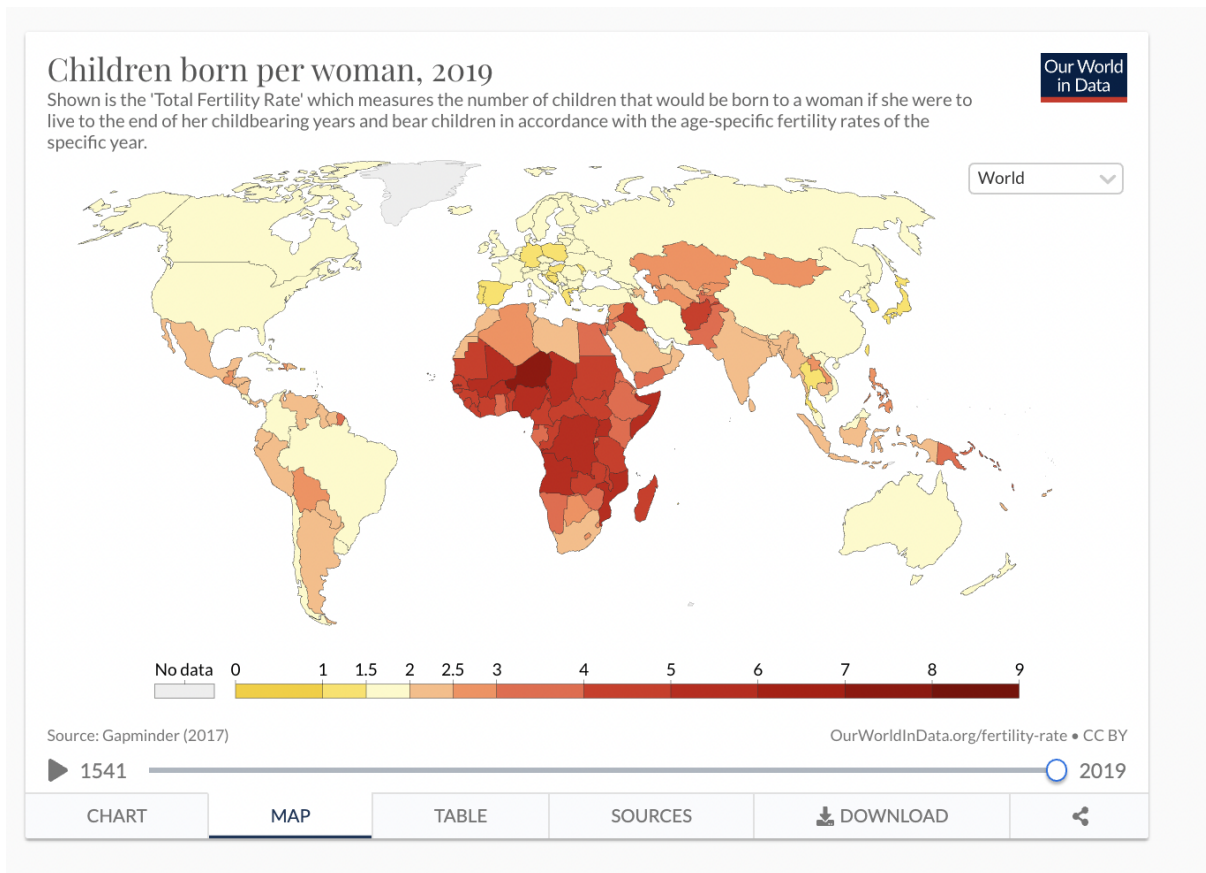 Children born per woman, 2019
Our World
in Data
Shown is the 'Total Fertility Rate' which measures the number of children that would be born to a woman if she were to
live to the end of her childbearing years and bear children in accordance with the age-specific fertility rates of the
specific year.
World
No data 0 1 1.5 2 2.5 3 4 5 6 7 8 9
Source: Gapminder (2017)
OurWorldInData.org/fertility-rate • CC BY
1541 2019
CHART MAP TABLE SOURCES DOWNLOAD